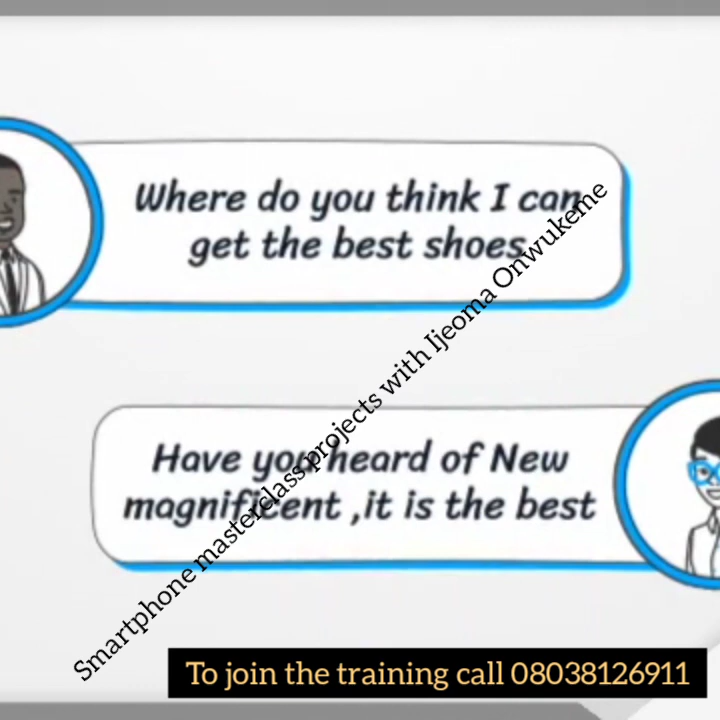 Where do you think I can
get the best shoes
Have you heard of New
magnificent ,it is the best
Smartphone masterclass projects with Ijeoma Onwukeme
To join the training call 08038126911